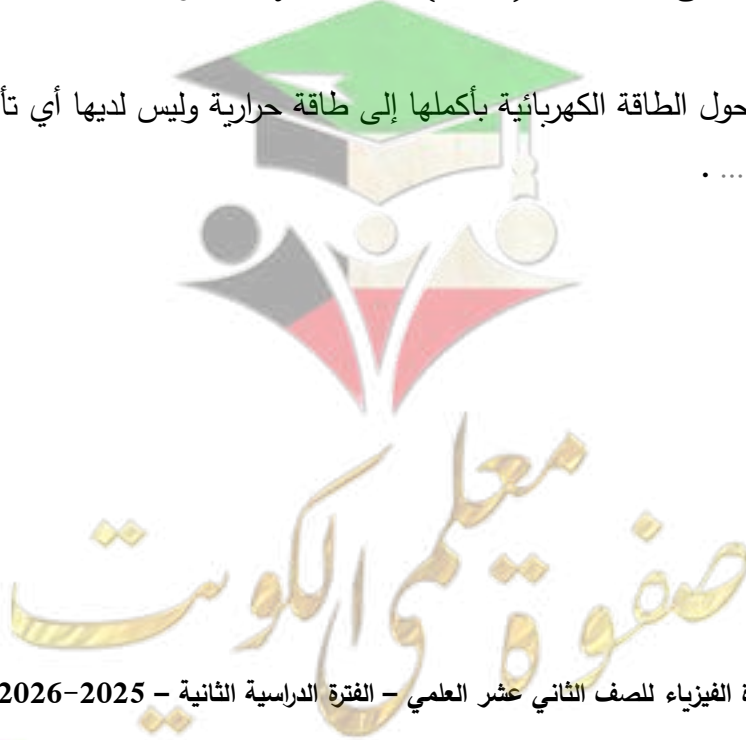 حول الطاقة الكهربائية بأكملها إلى طاقة حرارية وليس لديها أي
... .
صفوة معلمي الكويت
الفيزياء للصف الثاني عشر العلمي – الفترة الدراسية الثانية – 2025-2026